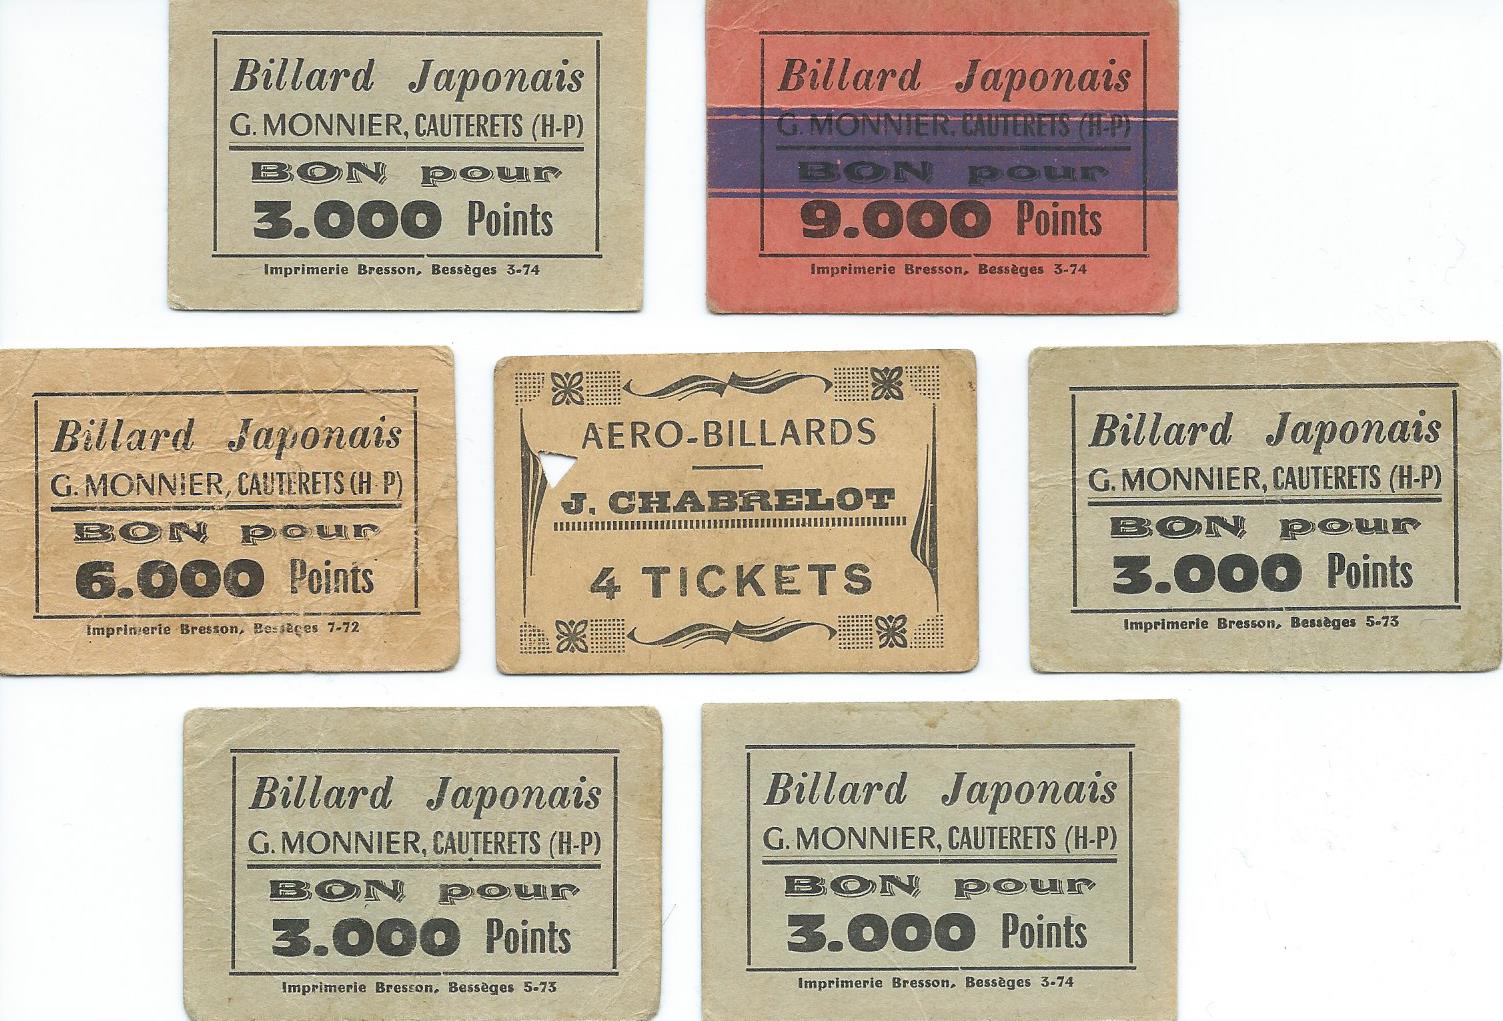 Billard Japonais
G. MONNIER, CAUTERETS (H-P)
BON pour
3.000 Points
Imprimerie Bresson, Bessèges 3-74
Billard Japonais
G. MONNIER, CAUTERETS (H-P)
BON pour
9.000 Points
Imprimerie Bresson, Bessèges 3-74
Billard Japonais
G. MONNIER, CAUTERETS (H P)
BON pour
6.000 Points
Imprimerie Bresson, Bessèges 7-72
AERO-BILLARDS
J. CHABRELOT
4 TICKETS
Billard Japonais
G. MONNIER, CAUTERETS (H-P)
BON pour
3.000 Points
Imprimerie Bresson, Bessèges 5-73
Billard Japonais
G. MONNIER, CAUTERETS (H-P)
BON pour
3.000 Points
Imprimerie Bresson, Bessèges 5-73
Billard Japonais
G. MONNIER, CAUTERETS (H-P)
BON pour
3.000 Points
Imprimerie Bresson, Bessèges 3-74